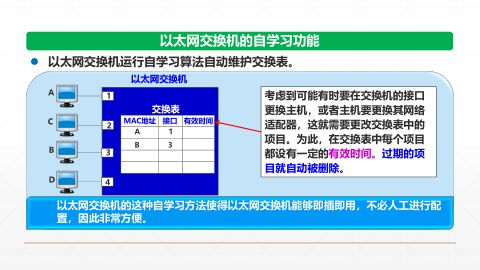 以太网交换机的自学习功能
以太网交换机运行自学习算法自动维护交换表。
以太网交换机
A
1
C
2
B
3
D
4
交换表
MAC地址 接口 有效时间
A 1
B 3
考虑到可能有时要在交换机的接口
更换主机，或者主机要更换其网络
适配器，这就需要更改交换表中的
项目。为此，在交换表中每个项目
都设有一定的有效时间。过期的项
目就自动被删除。
以太网交换机的这种自学习方法使得以太网交换机能够即插即用，不必人工进行配
置，因此非常方便。